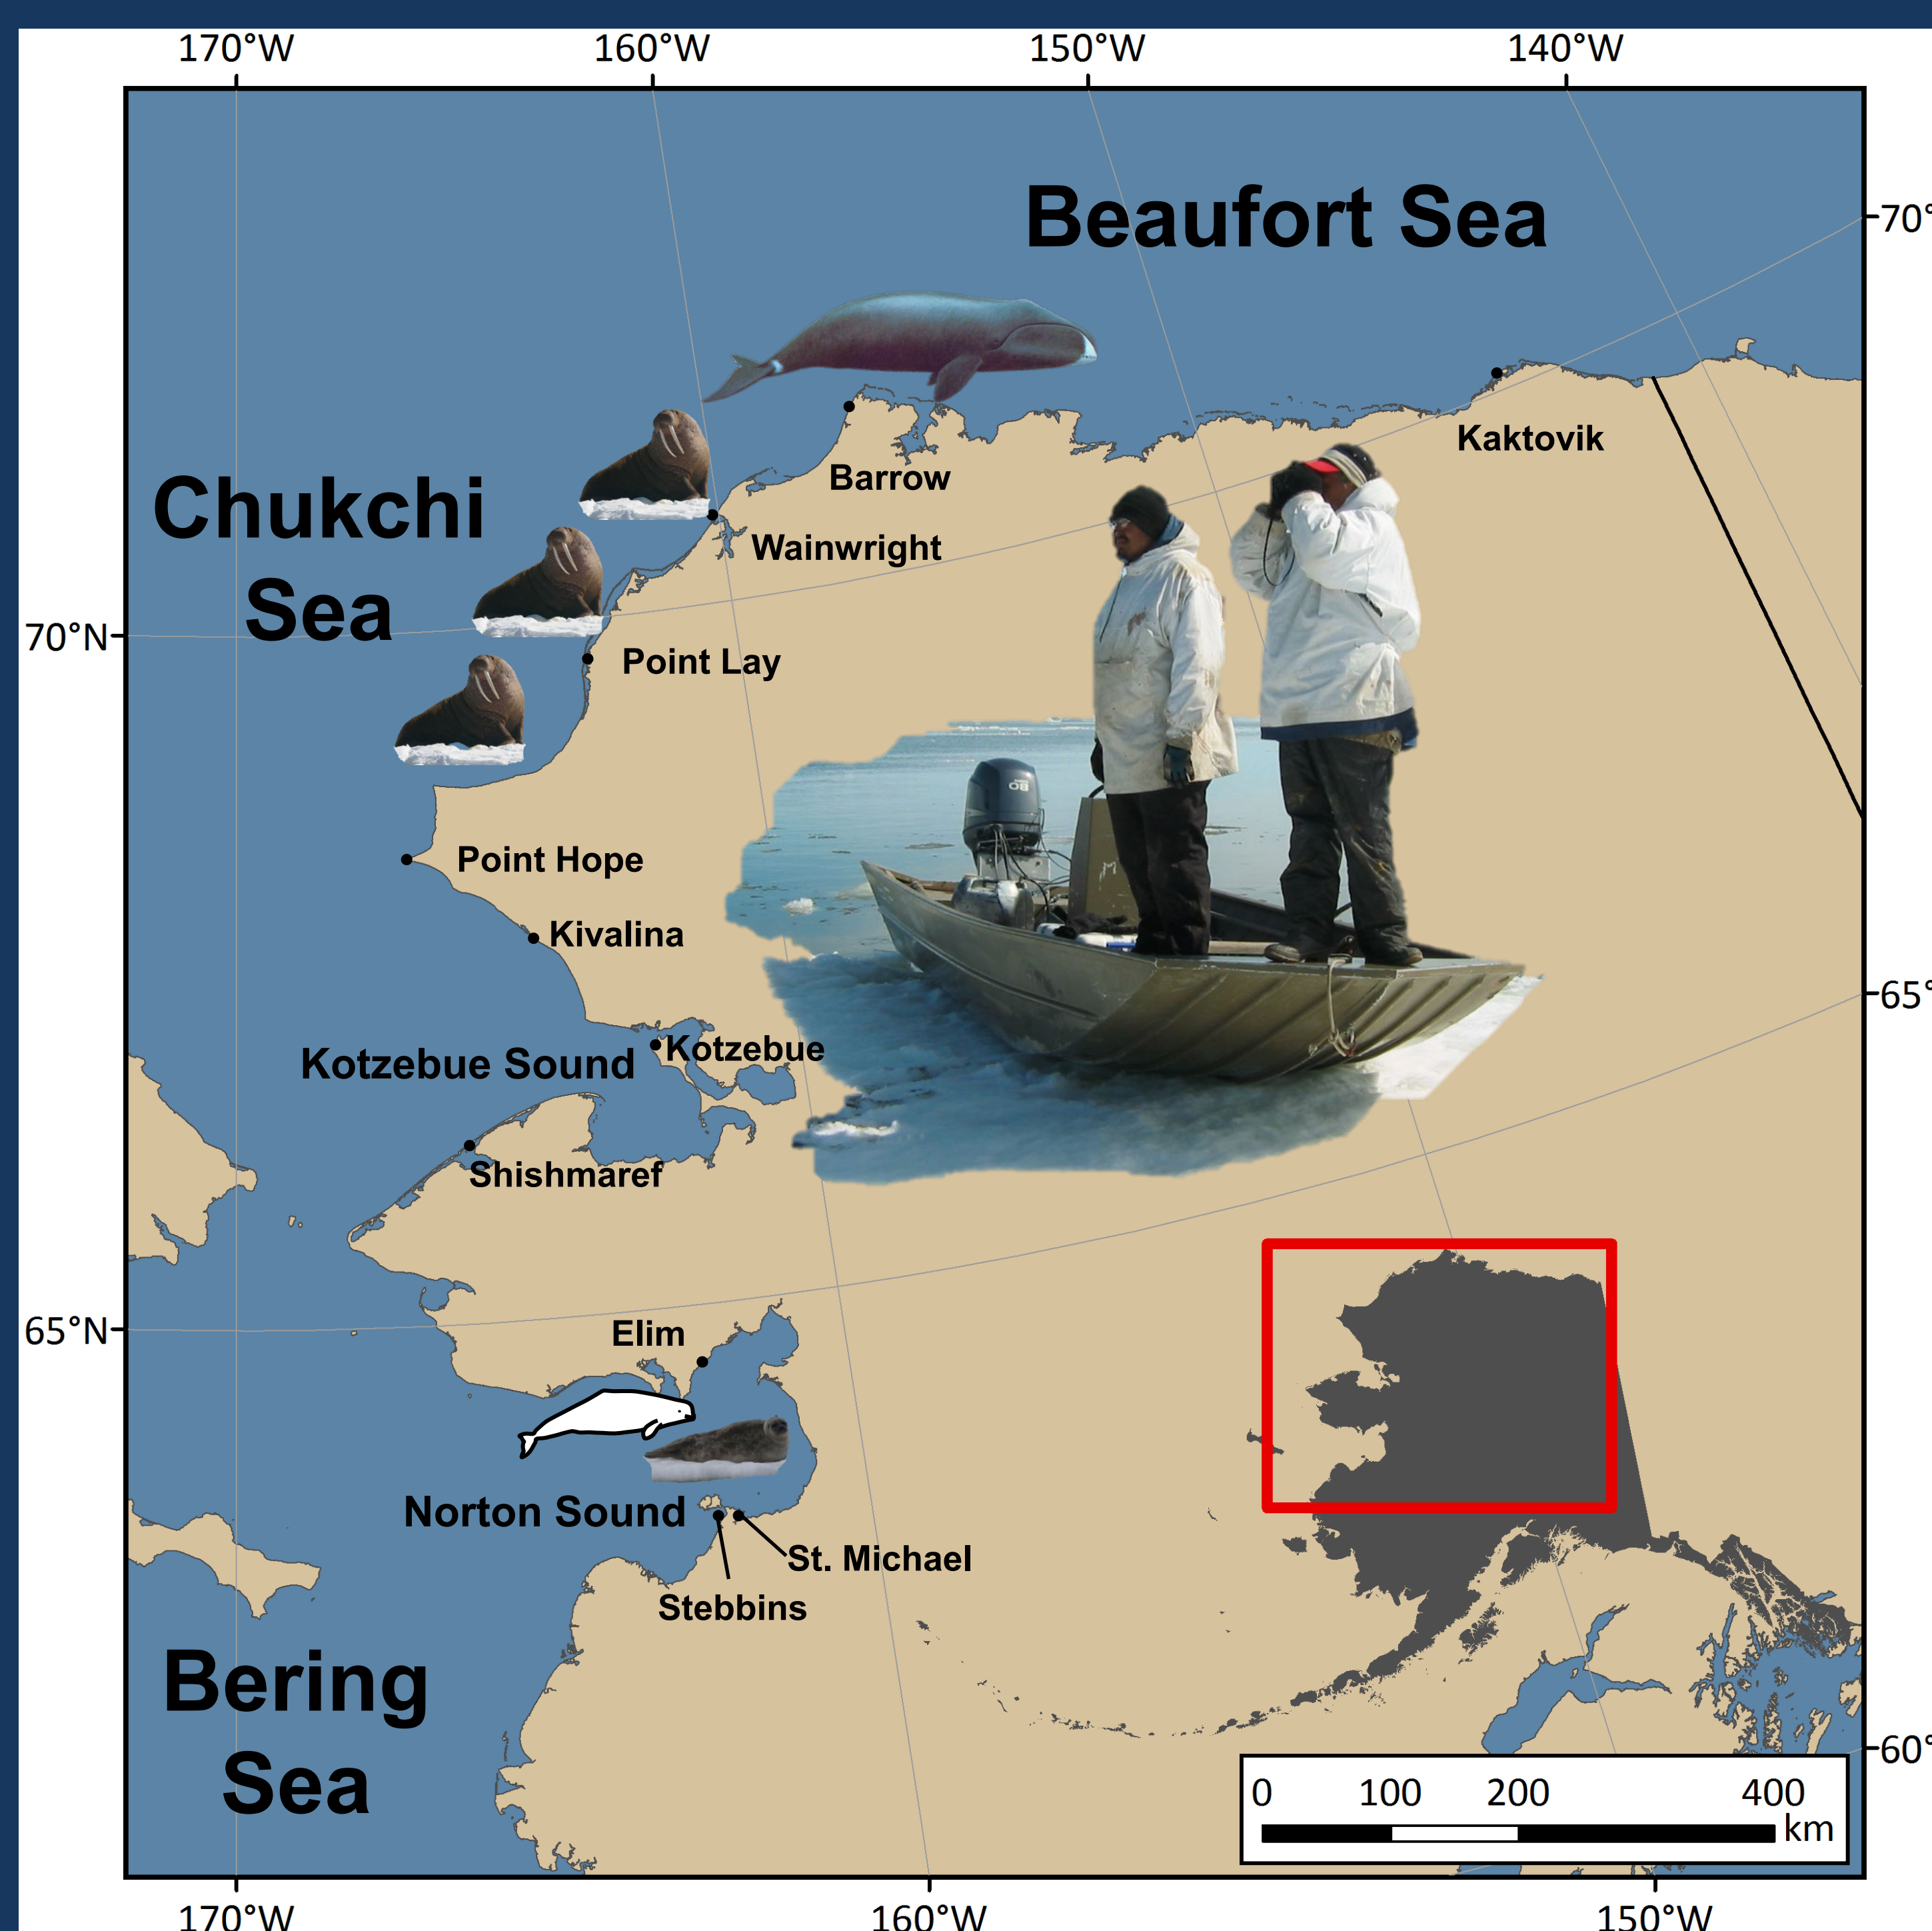 170°W 160°W 150°W 140°W
Beaufort Sea
70°
Kaktovik
Barrow
Chukchi
Sea
Wainwright
70°N
Point Lay
80
Point Hope
Kivalina
65°
Kotzebue
Kotzebue Sound
Shishmaref
65°N
Elim
Norton Sound
St. Michael
Stebbins
Bering
Sea
60°
0 100 200 400
km
170°W 160°W 150°W